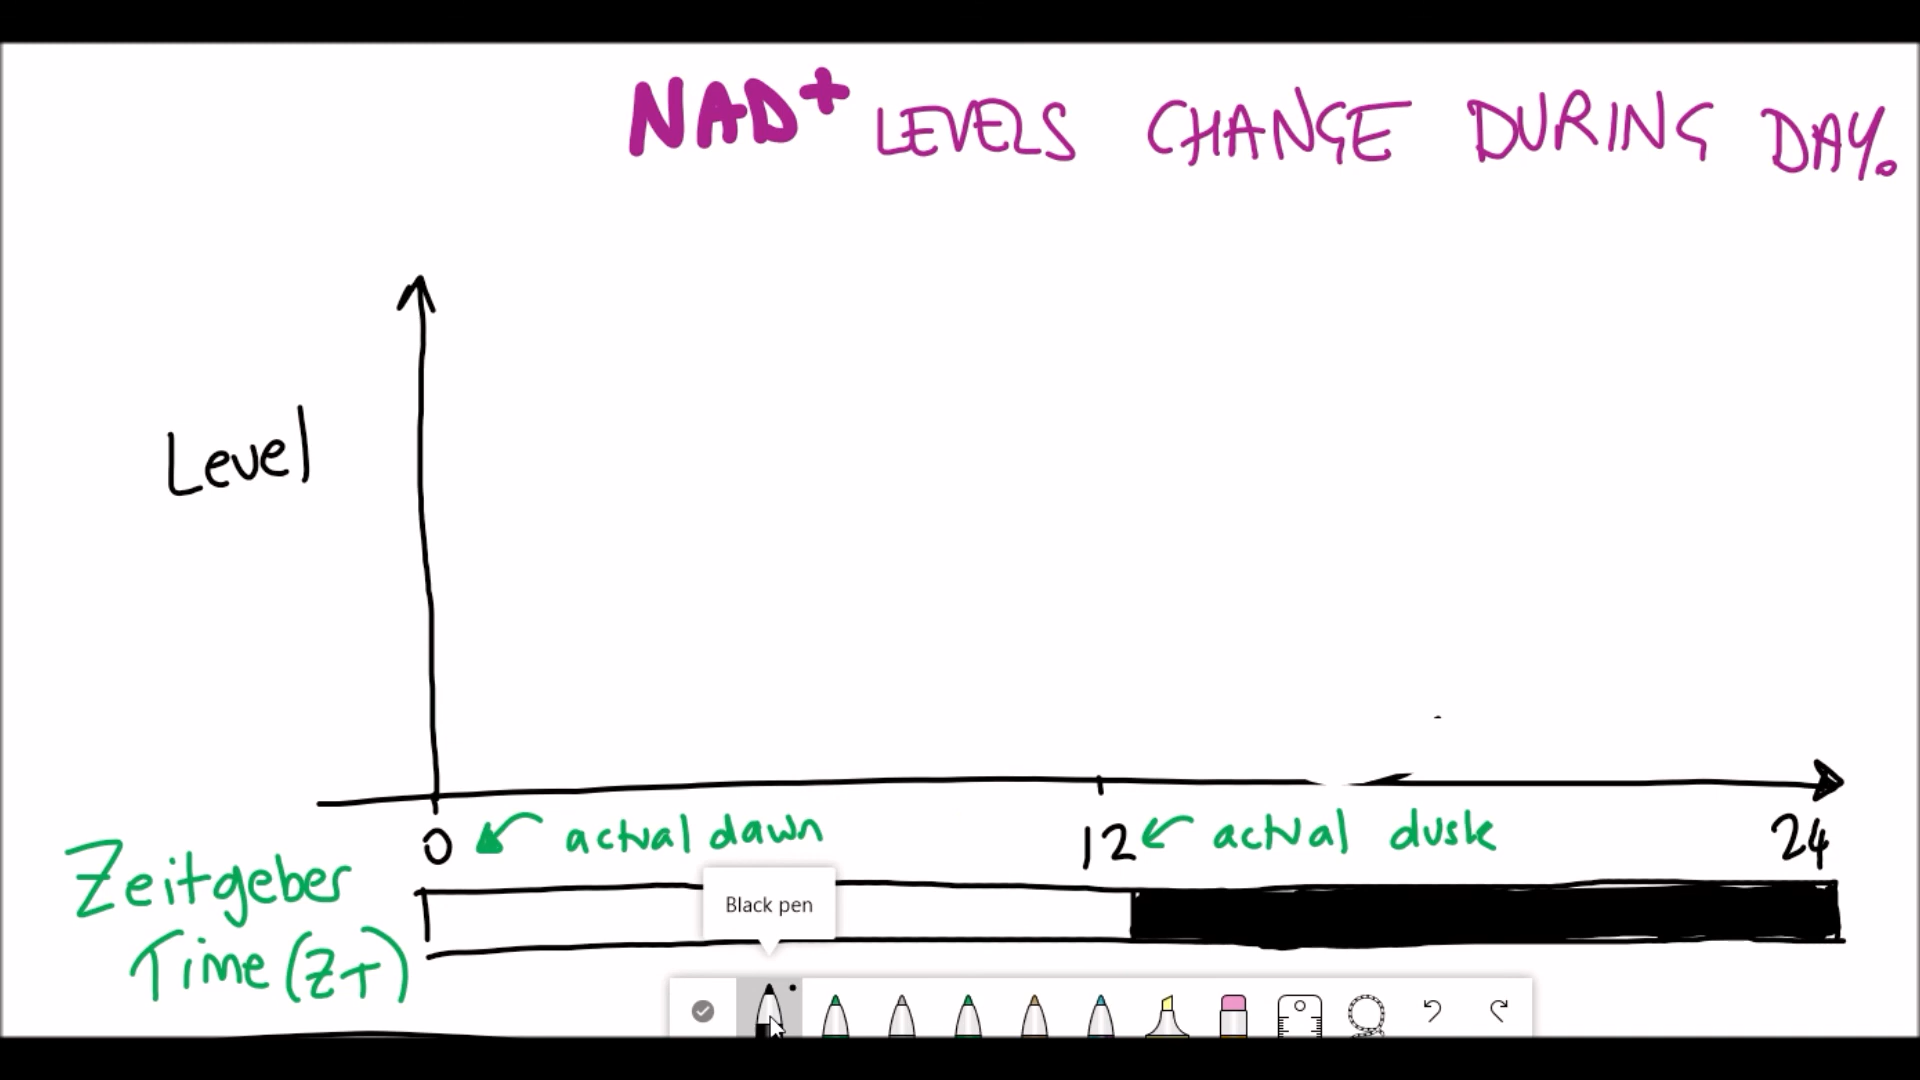 NAD+ LEVELS CHANGE DURING DAY.
Level
0 actual dawn 12 actual dusk 24
Zeitgeber
Time (ZT)
Black pen